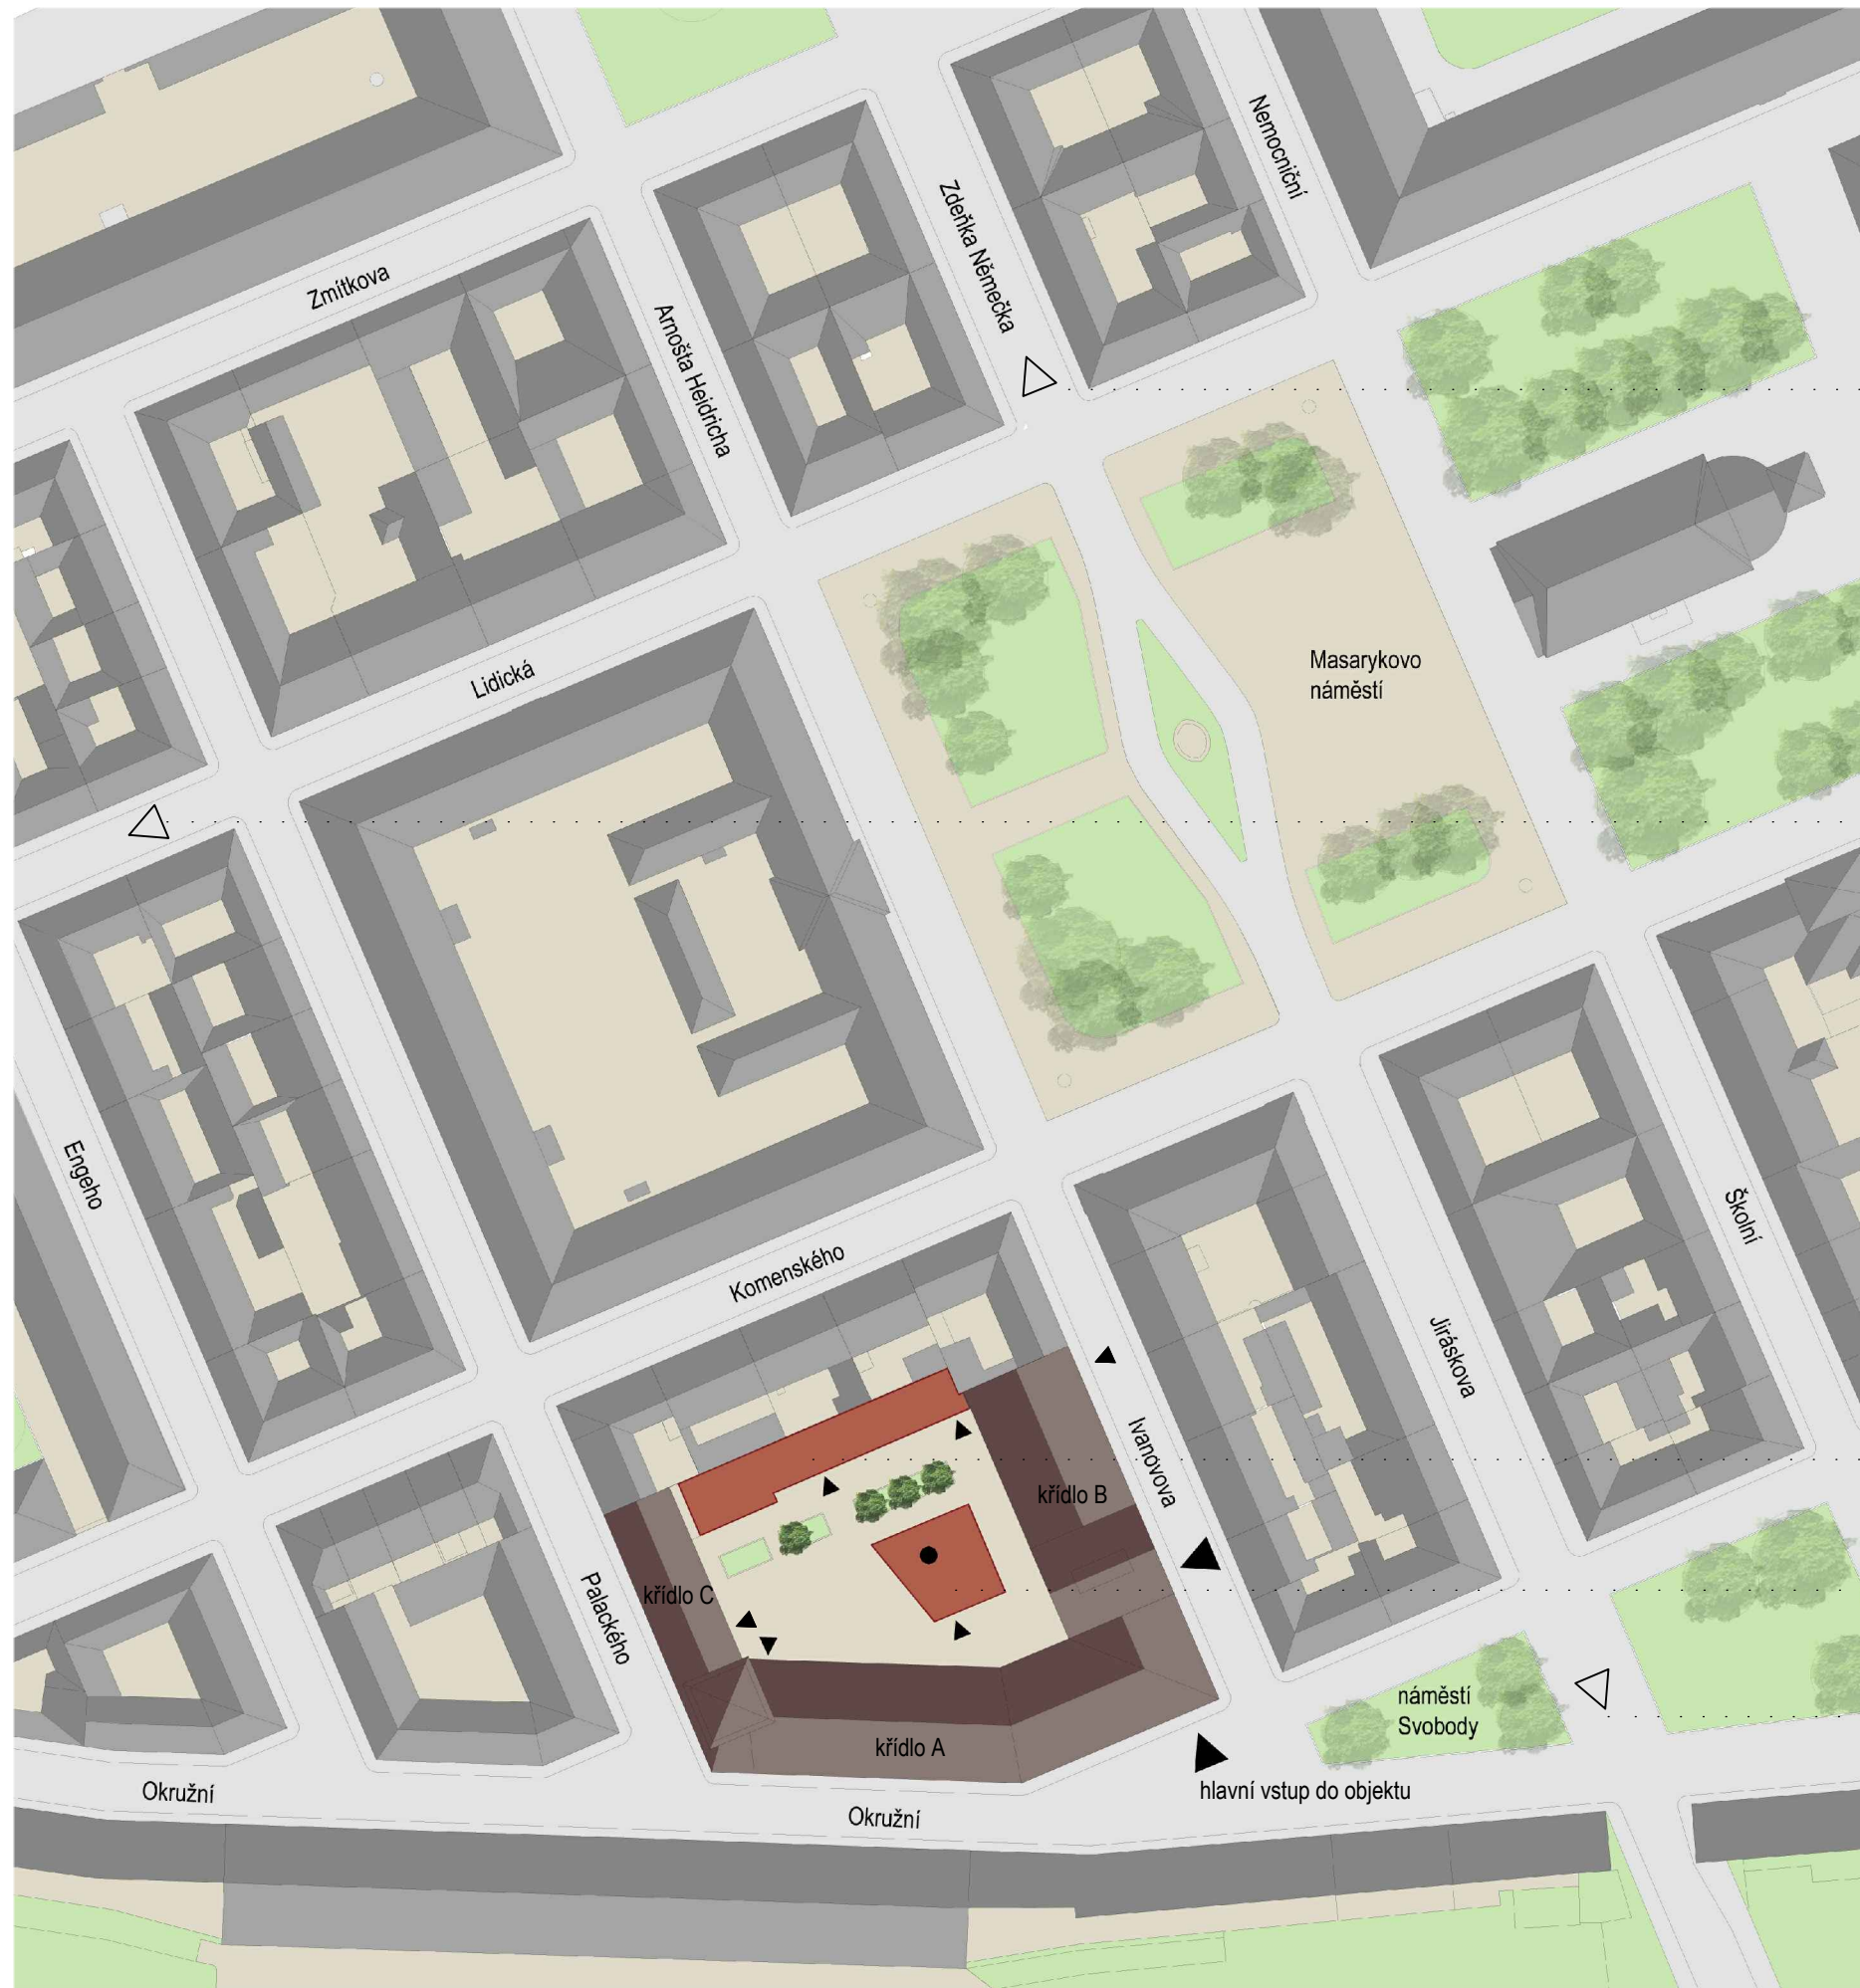 Nemocniční
Zdeňka Němečka
Zmítkova
Arnošta Heidricha
Lidická
Masarykovo
náměstí
Engeho
Školní
Komenského
Jiráskova
Ivanóvova
křídlo B
křídlo C
Palackého
náměstí
Svobody
křídlo A
hlavní vstup do objektu
Okružní
Okružní